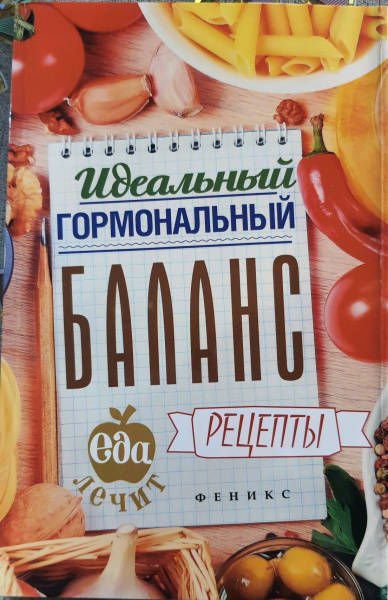 Идеальный
ГОРМОНАЛЬНЫЙ
БАЛАНС
РЕЦЕПТЫ
еда
лечит
ФЕНИКС